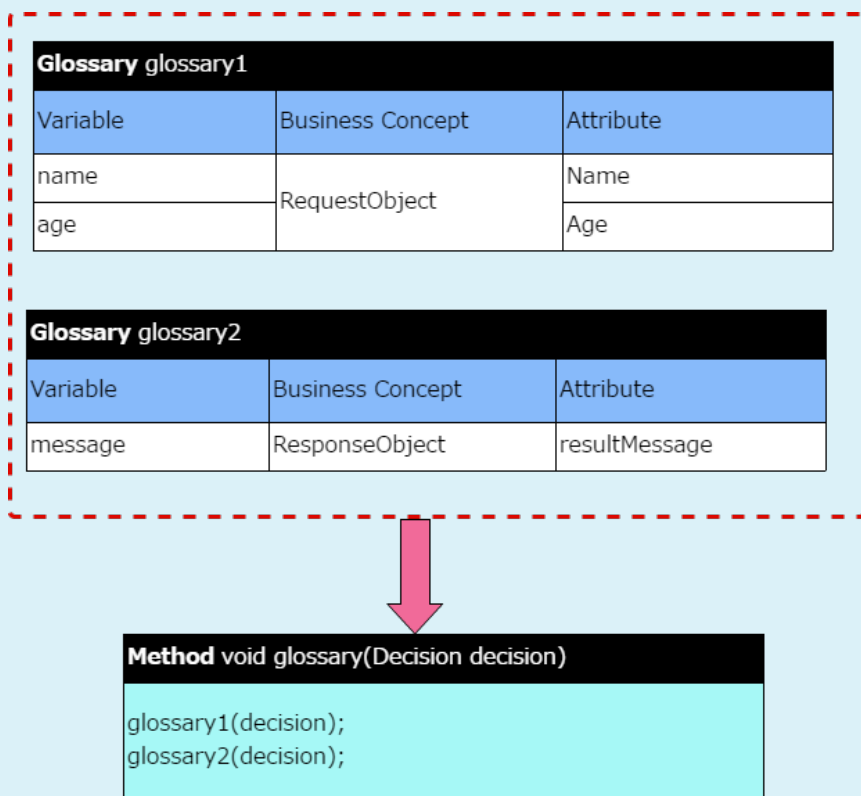 Glossary glossary1
Variable Business Concept Attribute
name RequestObject Name
age Age
Glossary glossary2
Variable Business Concept Attribute
message ResponseObject resultMessage
Method void glossary(Decision decision)
glossary1(decision);
glossary2(decision);